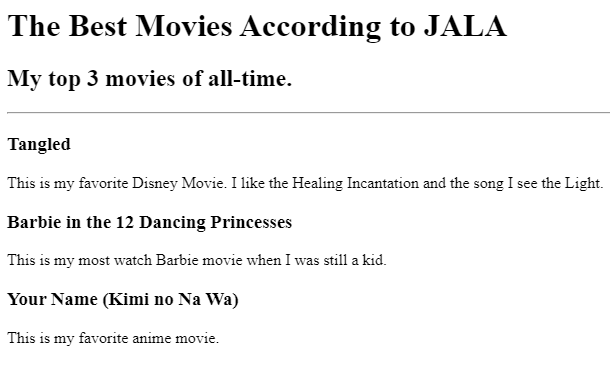 The Best Movies According to JALA
My top 3 movies of all-time.
Tangled
This is my favorite Disney Movie. I like the Healing Incantation and the song I see the Light.
Barbie in the 12 Dancing Princesses
This is my most watch Barbie movie when I was still a kid.
Your Name (Kimi no Na Wa)
This is my favorite anime movie.